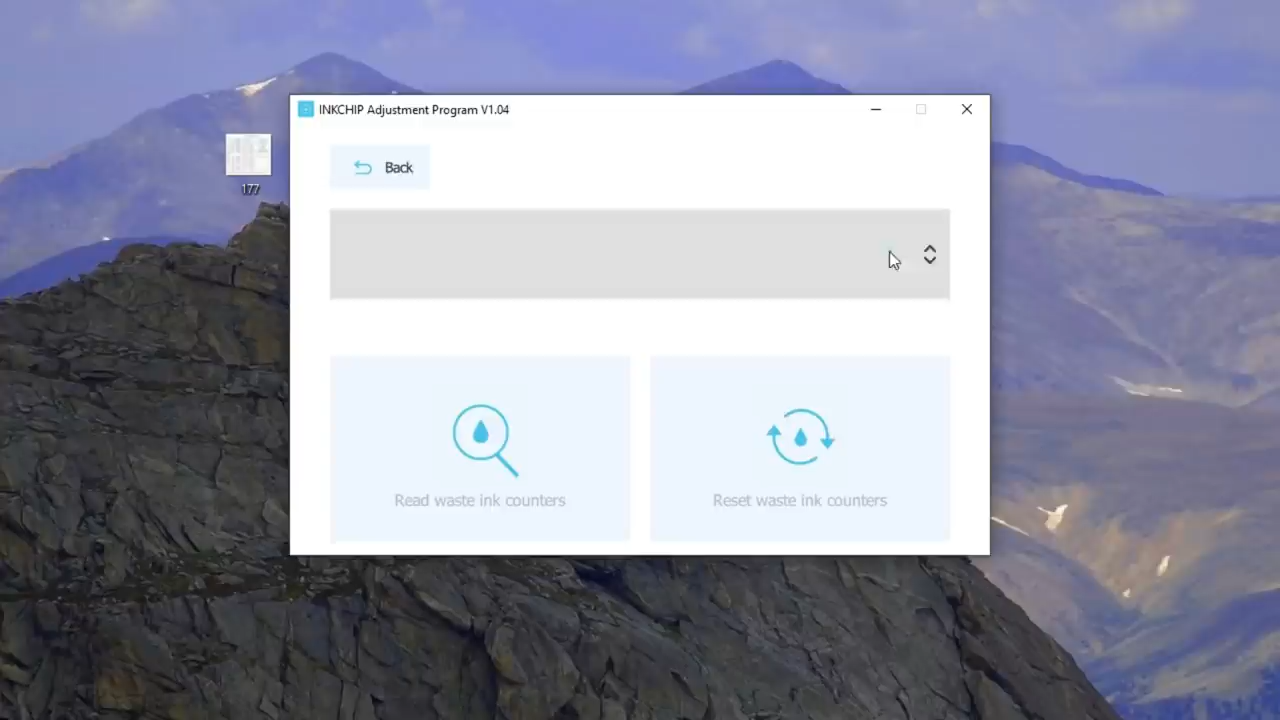 INKCHIP Adjustment Program V1.04
177
Back
Read waste ink counters
Reset waste ink counters